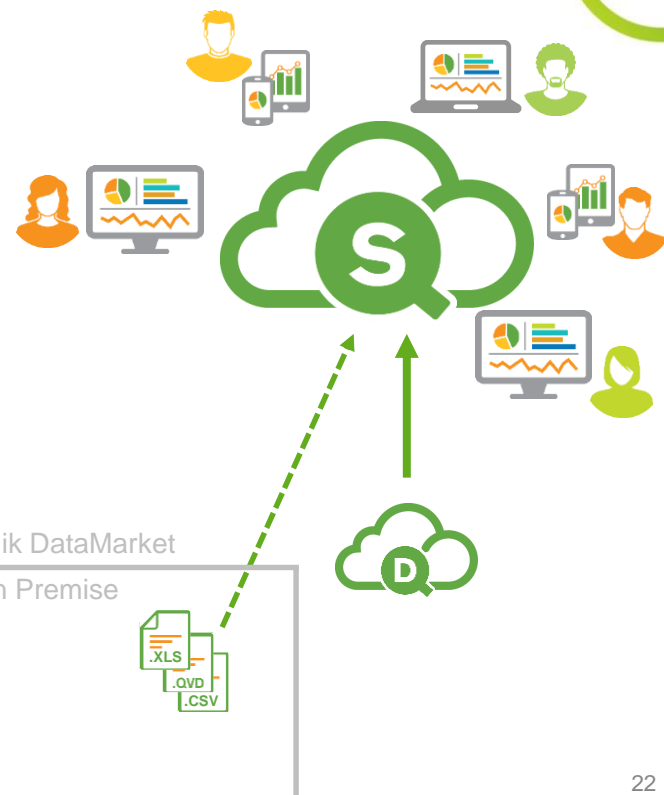 S
D
ik DataMarket
n Premise
.XLS
.QVD
.CSV
22